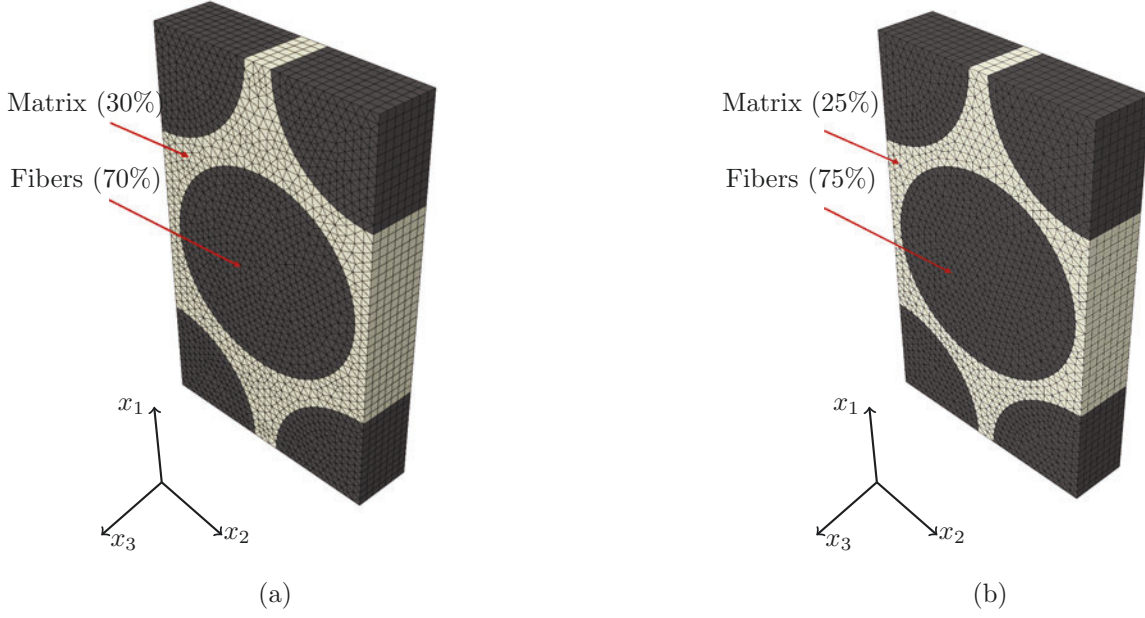 Matrix (30%)
Fibers (70%)
x₁
x₂
x₃
(a)
Matrix (25%)
Fibers (75%)
x₁
x₂
x₃
(b)